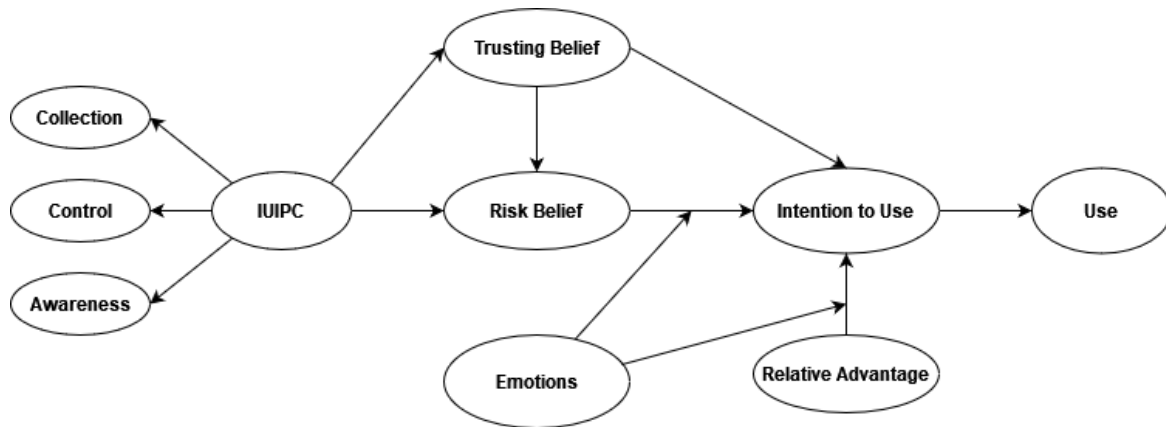 Trusting Belief
Collection
Control
IUIPC
Risk Belief
Intention to Use
Use
Awareness
Emotions
Relative Advantage